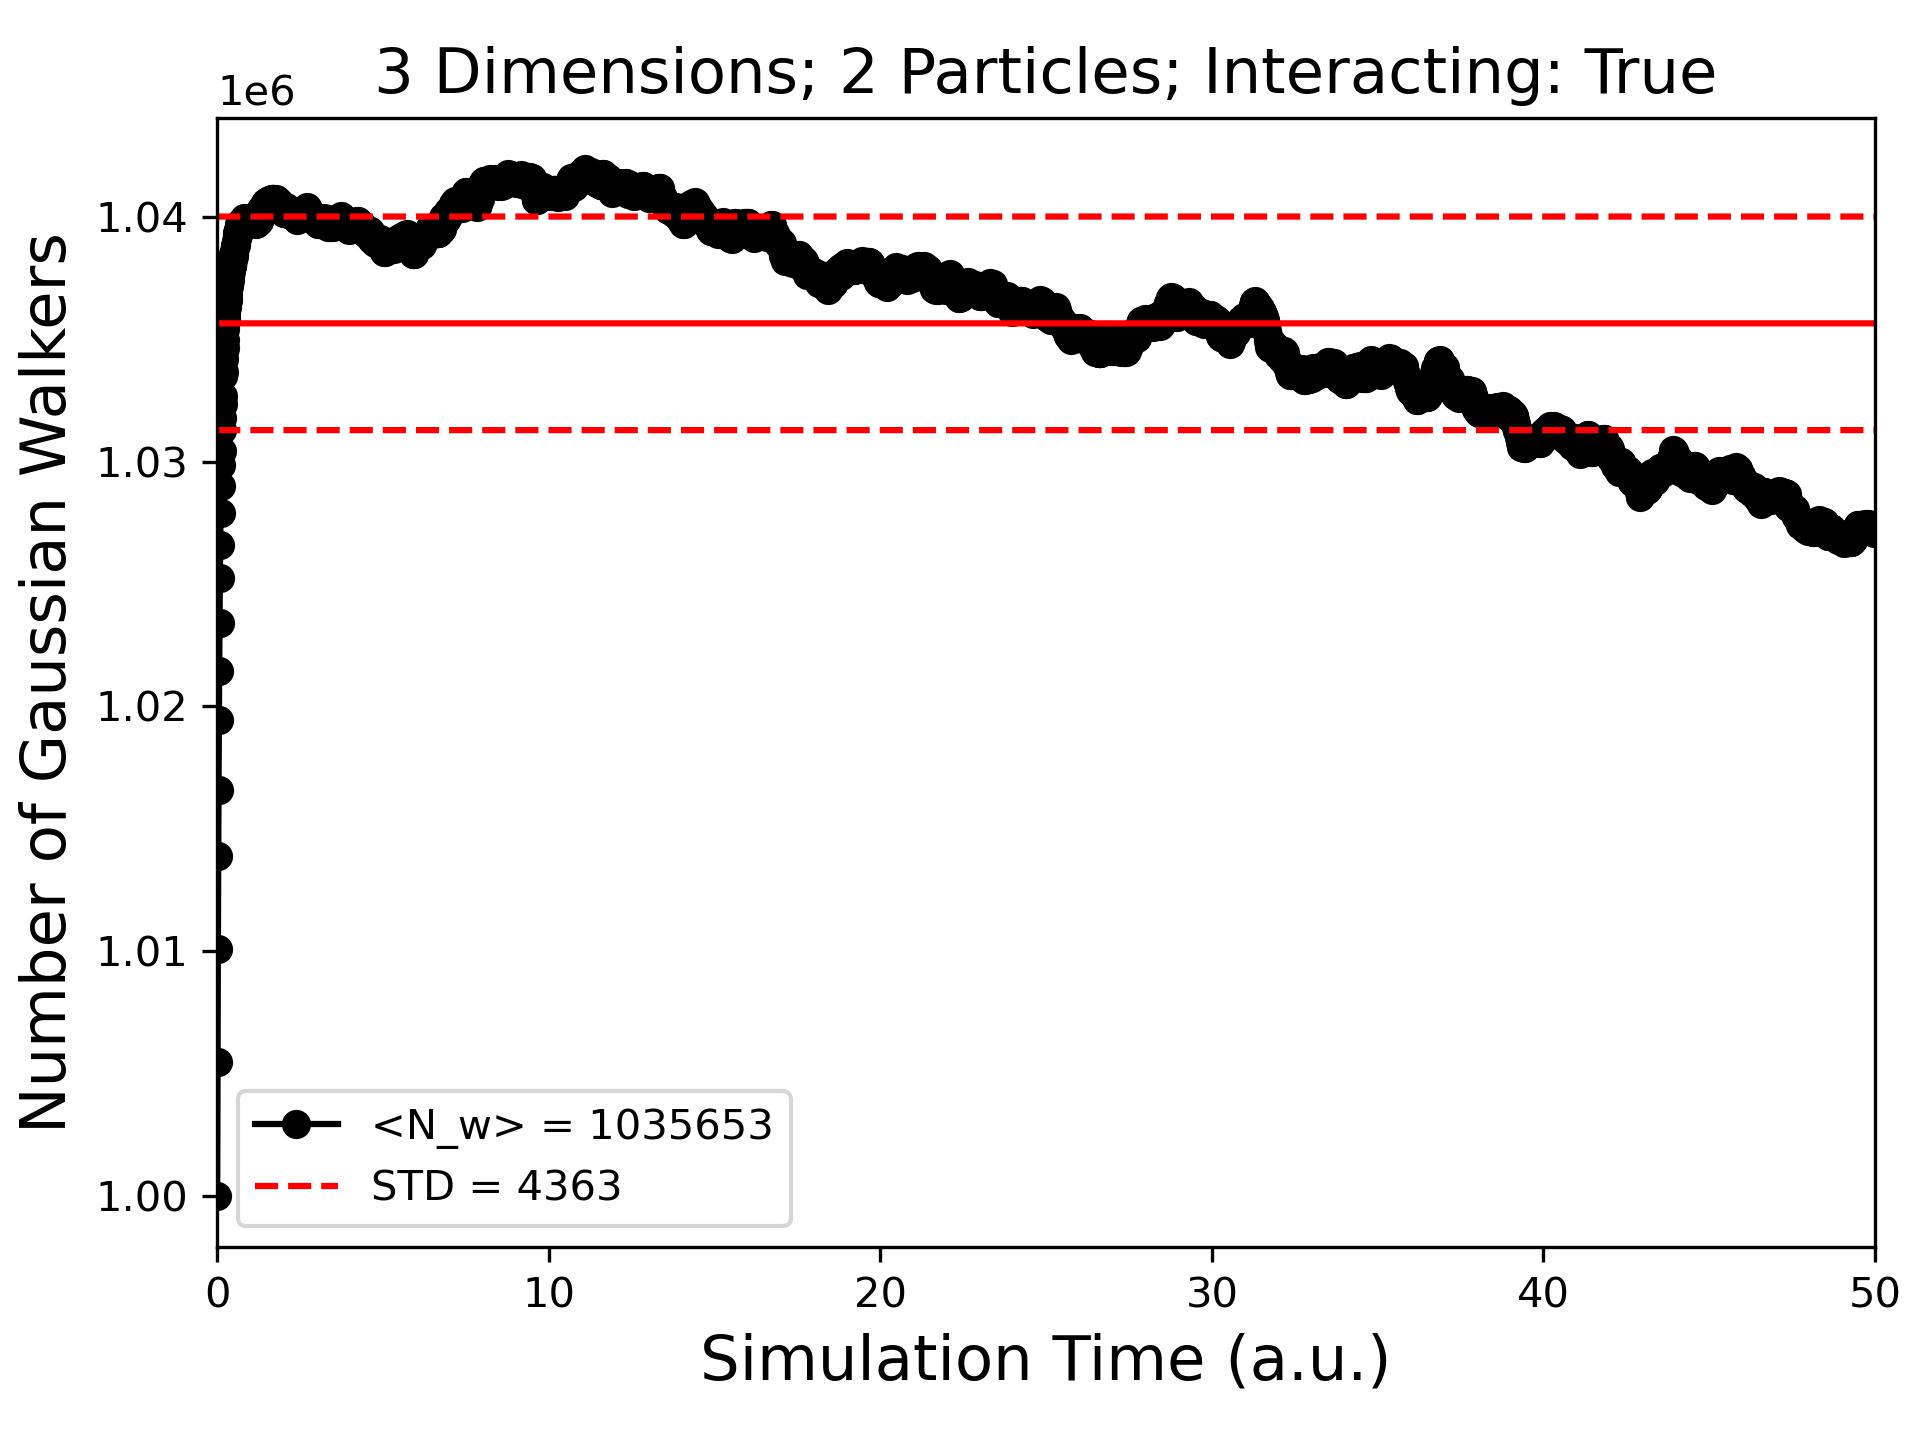 3 Dimensions; 2 Particles; Interacting: True
1e6
Number of Gaussian Walkers
1.04
1.03
1.02
1.01
1.00
<N_w> = 1035653
STD = 4363
0 10 20 30 40 50
Simulation Time (a.u.)